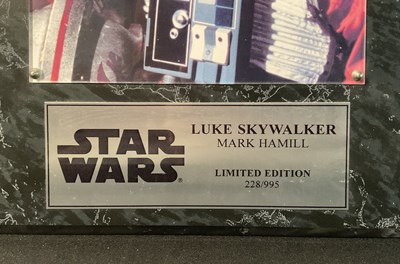 STAR
WARS®
LUKE SKYWALKER
MARK HAMILL
LIMITED EDITION
228/995